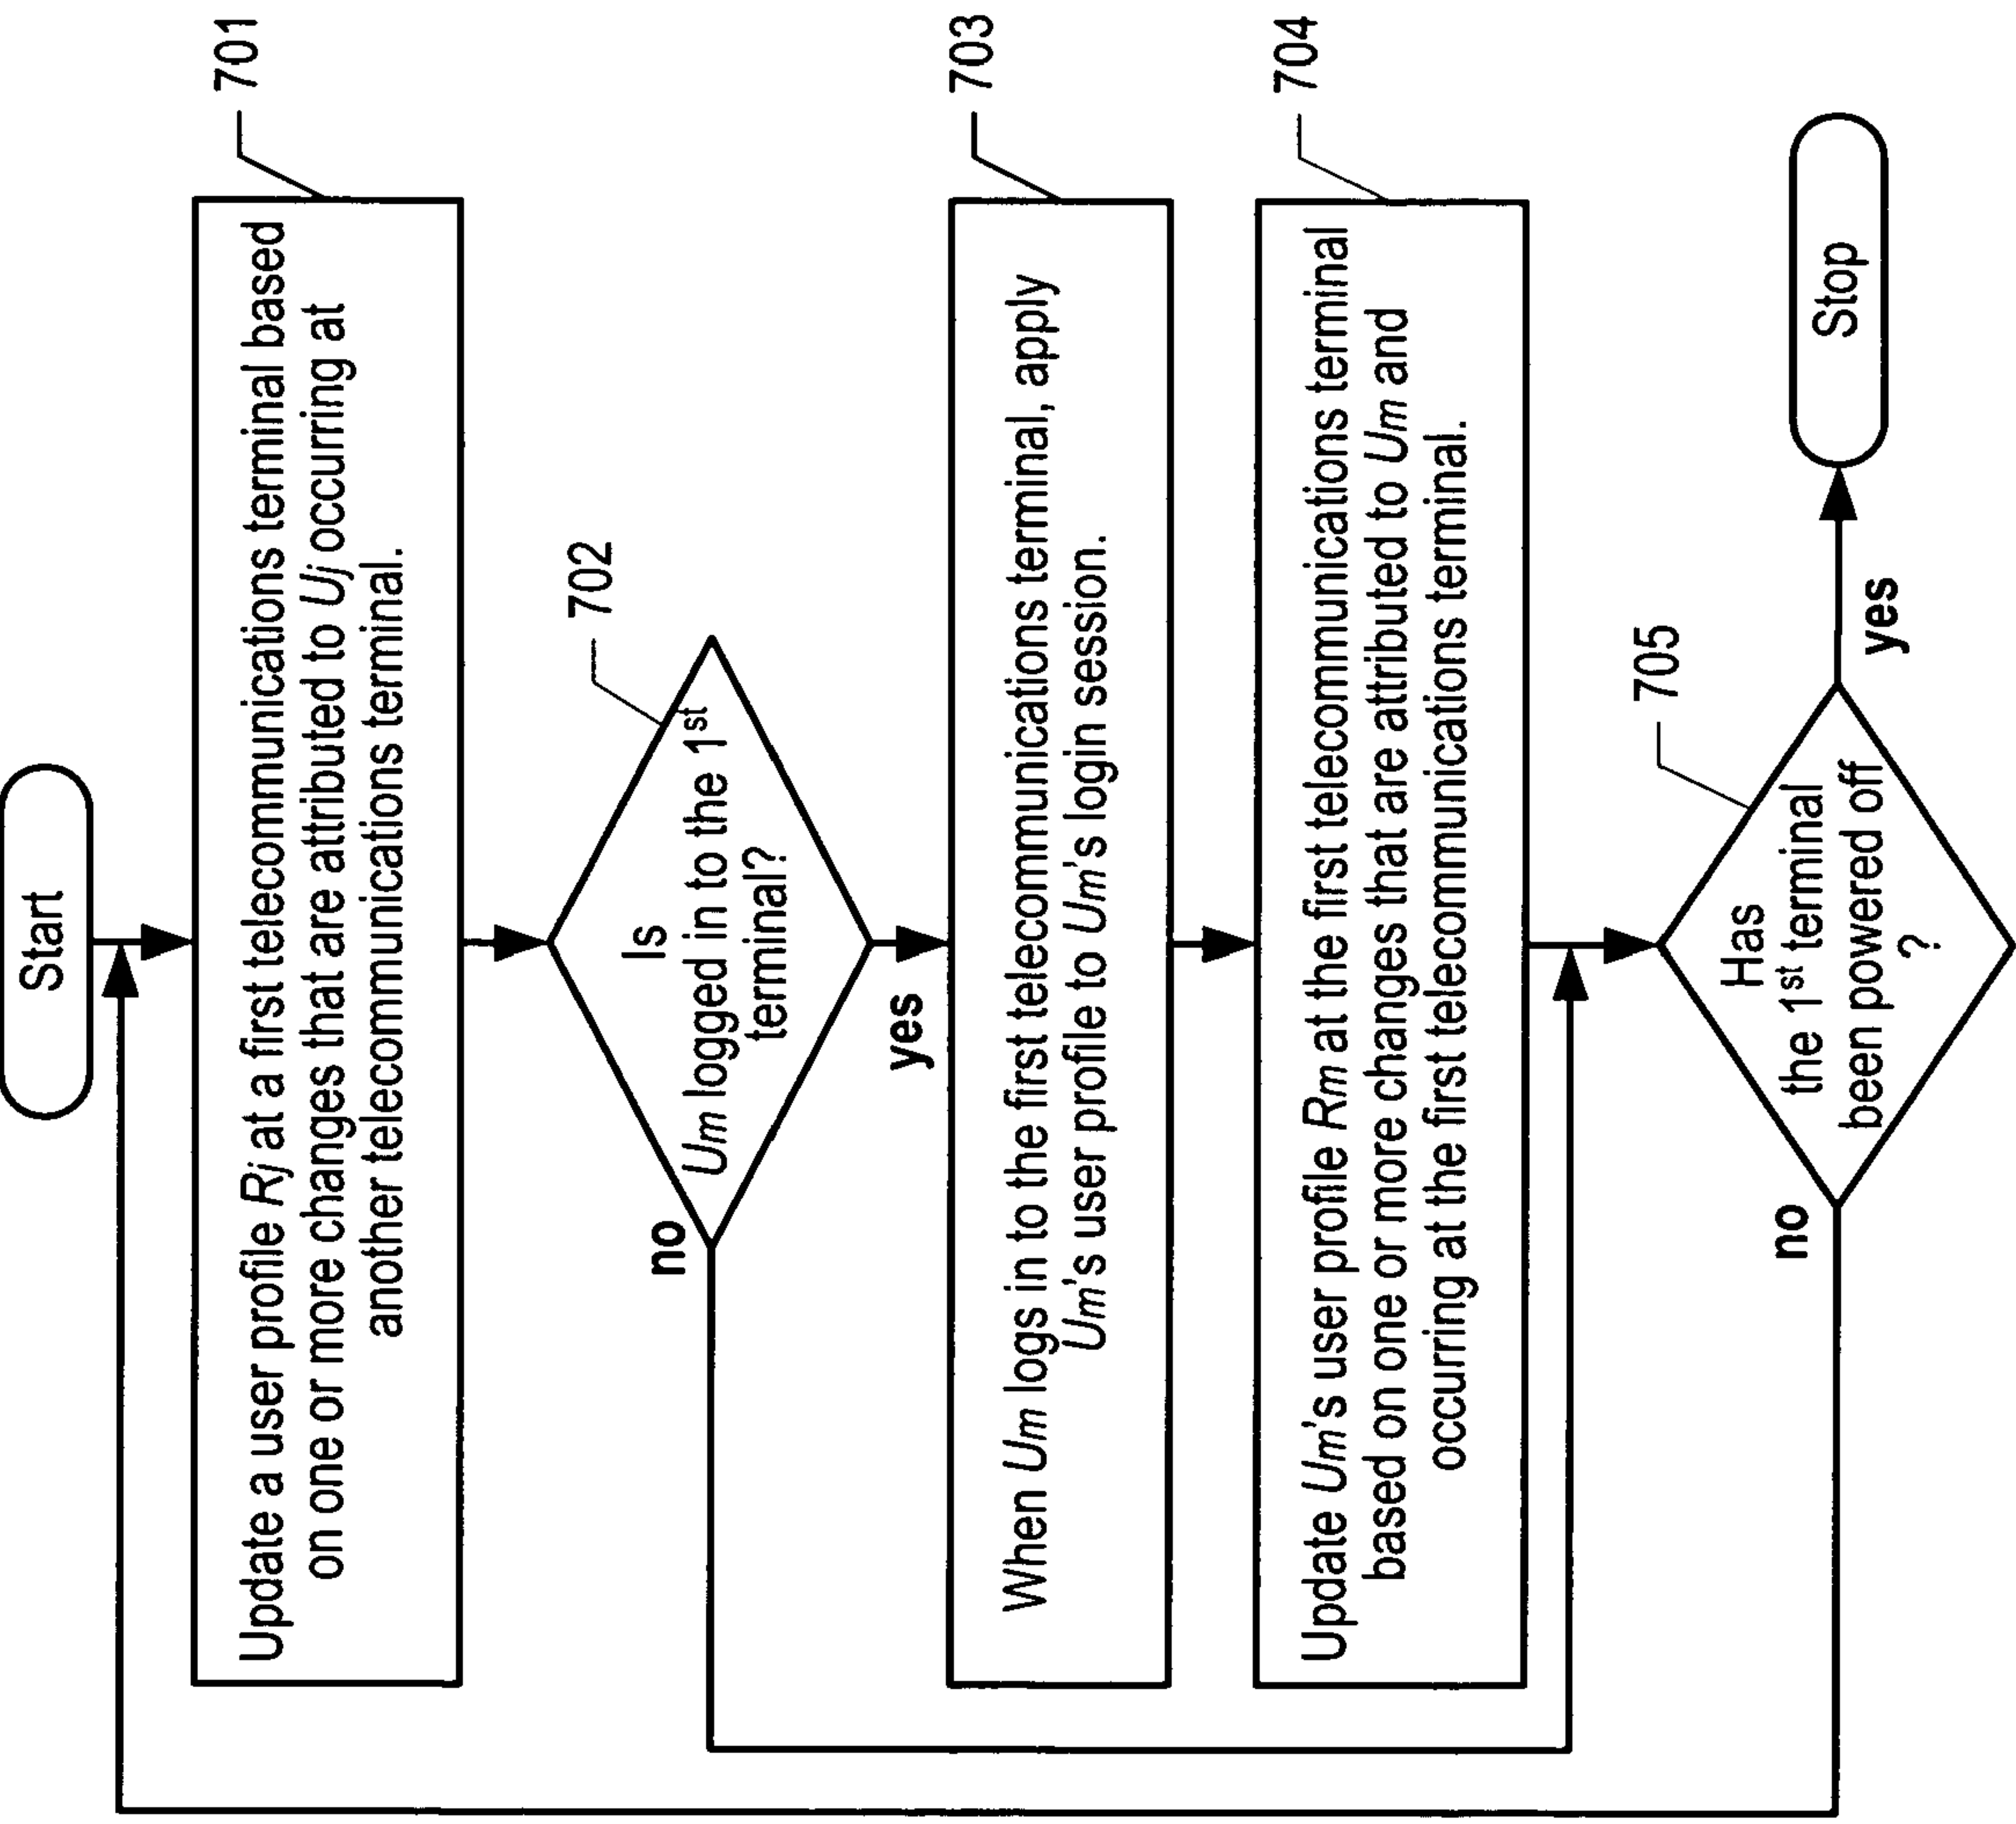 Start
701
Update a user profile Rj at a first telecommunications terminal based
on one or more changes that are attributed to Uj occurring at
another telecommunications terminal.
702
Is
Um logged in to the 1st
terminal?
no
yes
703
When Um logs in to the first telecommunications terminal, apply
Um's user profile to Um's login session.
704
Update Um's user profile Rm at the first telecommunications terminal
based on one or more changes that are attributed to Um and
occurring at the first telecommunications terminal.
705
Has
the 1st terminal
been powered off
?
no
yes
Stop